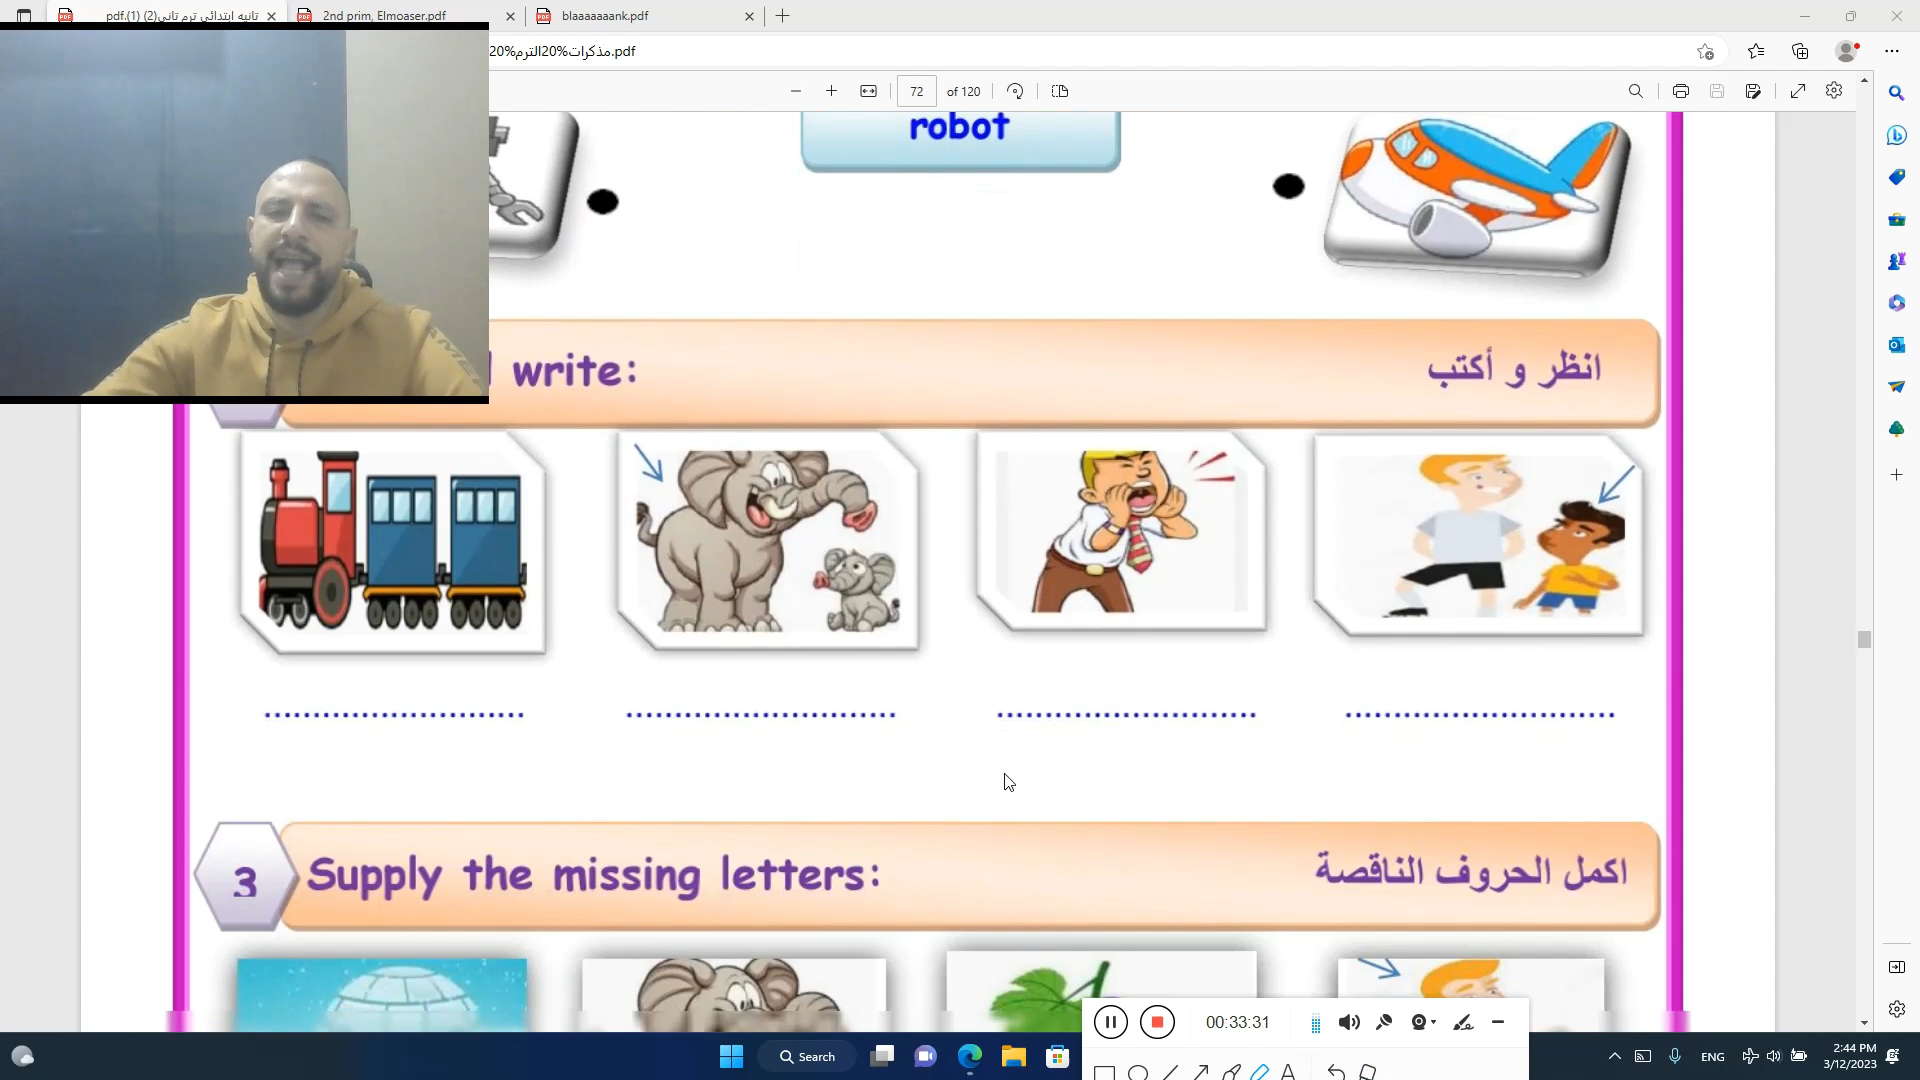 تانيه ابتدائي ترم تاني(2) (1).pdf
2nd prim, Elmoaser.pdf
blaaaaaaank.pdf
20%مذكرات%20الترم.pdf
72 of 120
robot
write:
انظر و أكتب
..........................
...........................
..........................
...........................
3
Supply the missing letters:
اكمل الحروف الناقصة
00:33:31
Search
ENG
2:44 PM
3/12/2023